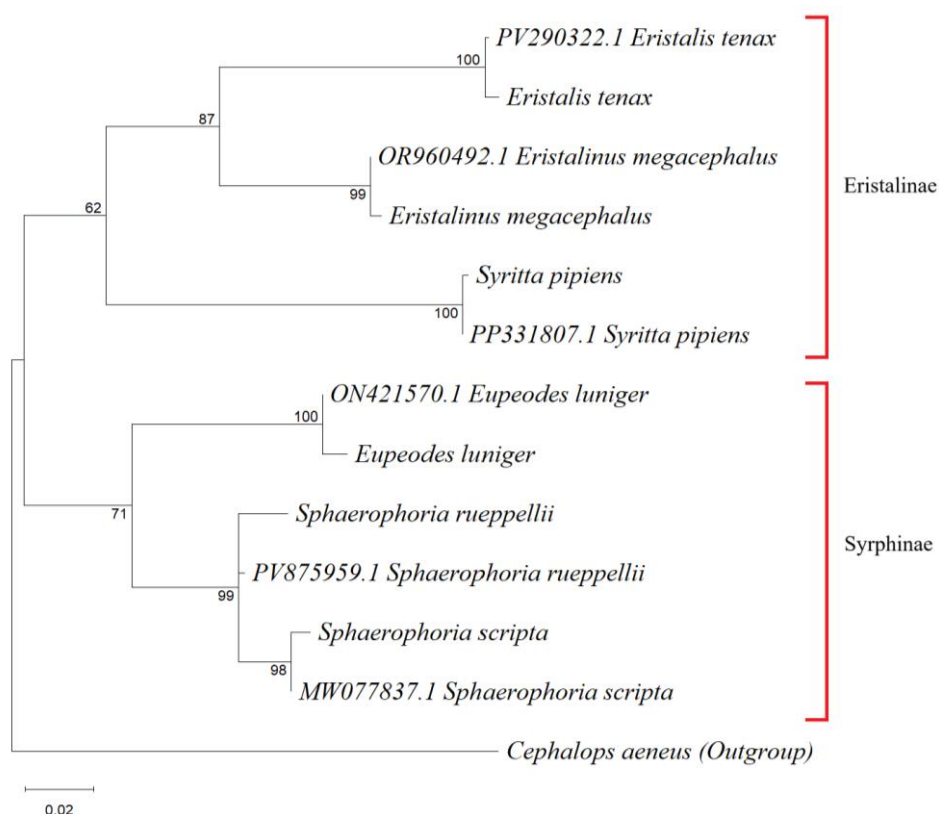 PV290322.1 Eristalis tenax
100
Eristalis tenax
87
OR960492.1 Eristalinus megacephalus
99
Eristalinus megacephalus
Eristalinae
62
Syritta pipiens
100
PP331807.1 Syritta pipiens
ON421570.1 Eupeodes luniger
100
Eupeodes luniger
71
Sphaerophoria rueppellii
Syrphinae
PV875959.1 Sphaerophoria rueppellii
99
Sphaerophoria scripta
98
MW077837.1 Sphaerophoria scripta
Cephalops aeneus (Outgroup)
0.02